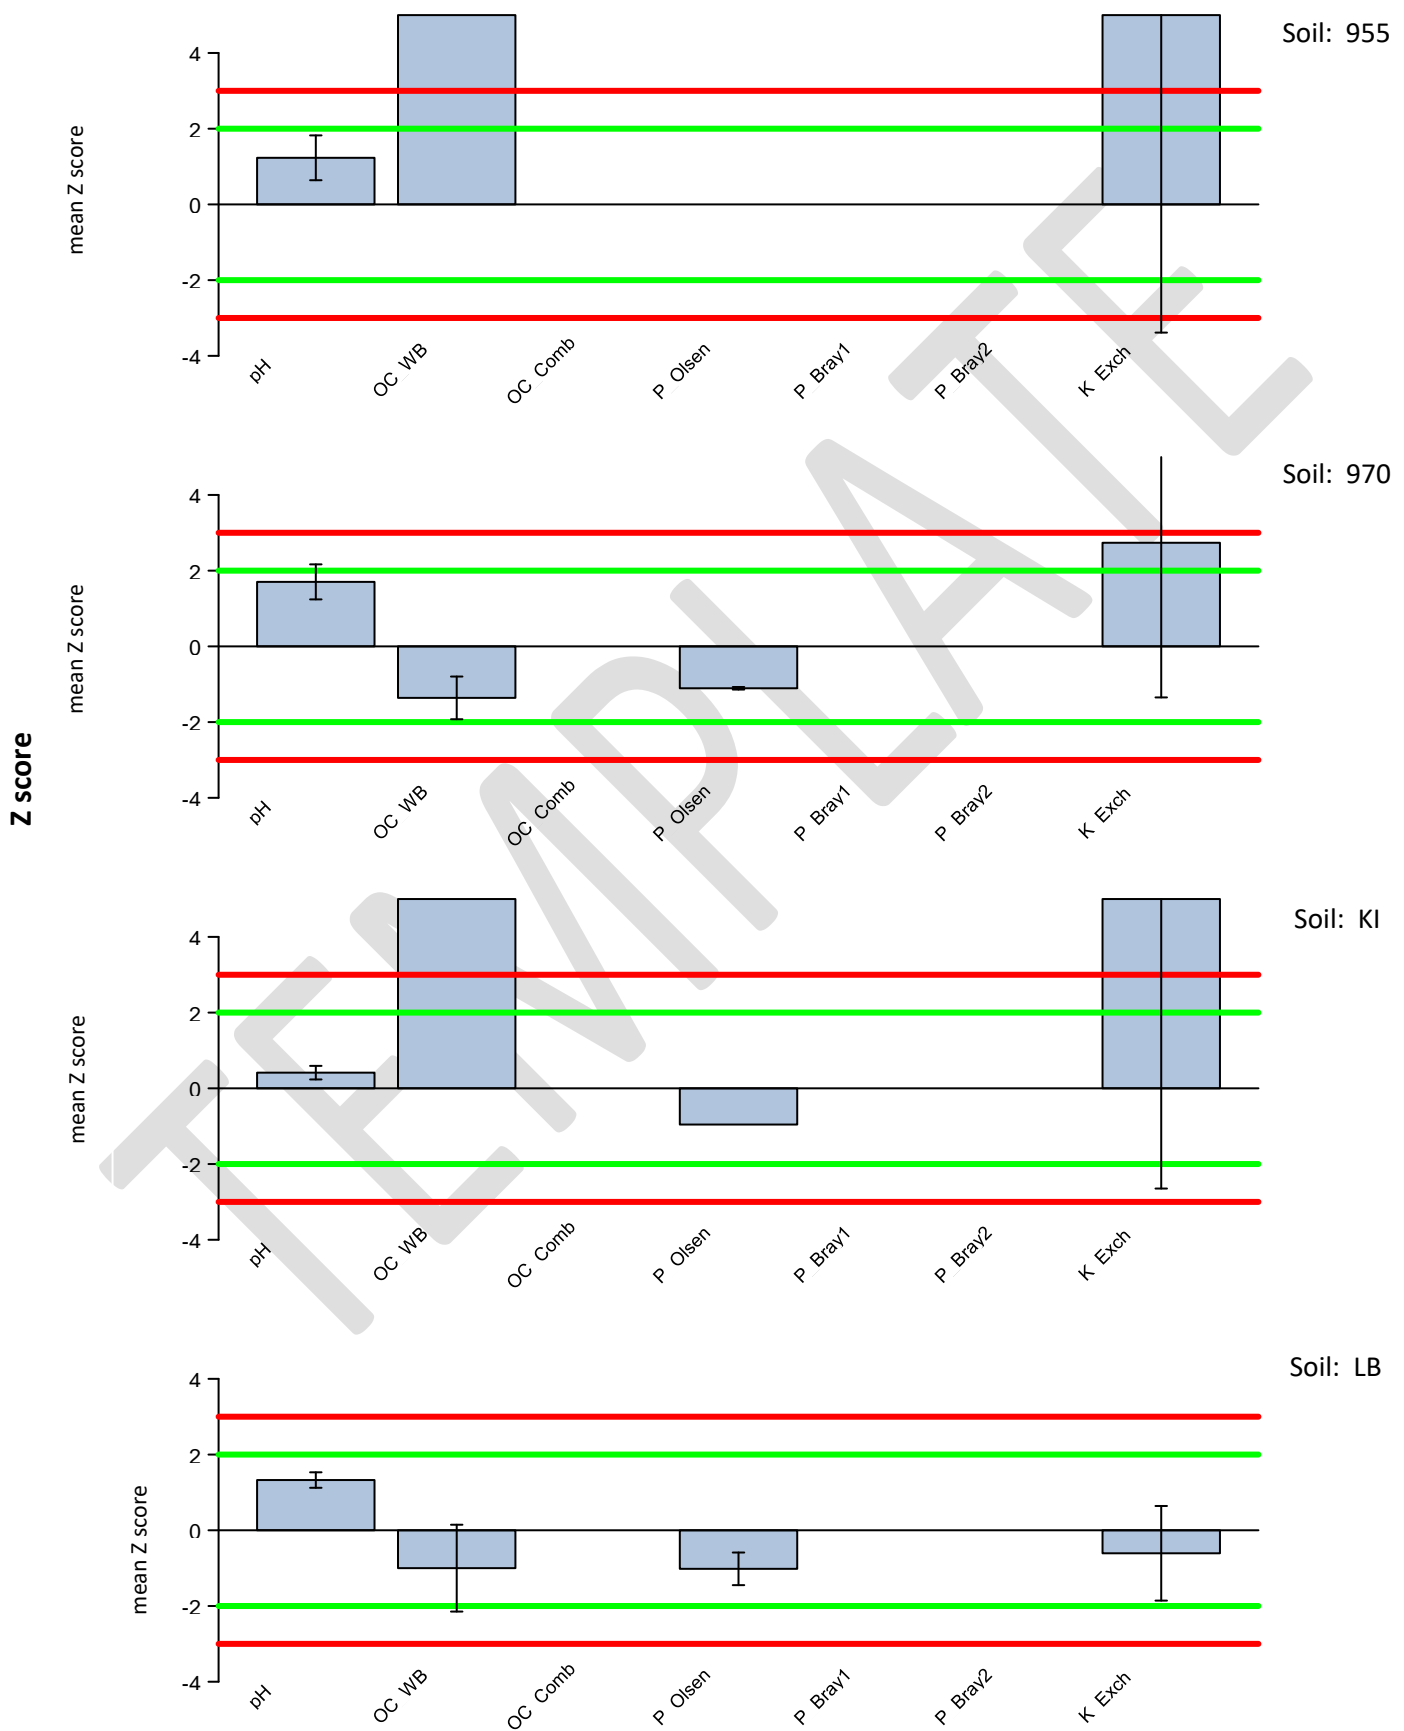 Soil: 955
mean Z score
4
2
0
-2
-4
pH
OC WB
OC Comb
P Olsen
P Bray1
P Bray2
K Exch
Soil: 970
mean Z score
4
2
0
-2
-4
pH
OC WB
OC Comb
P Olsen
P Bray1
P Bray2
K Exch
Z score
Soil: KI
mean Z score
4
2
0
-2
-4
pH
OC WB
OC Comb
P Olsen
P Bray1
P Bray2
K Exch
Soil: LB
mean Z score
4
2
0
-2
-4
pH
OC WB
OC Comb
P Olsen
P Bray1
P Bray2
K Exch
TEMPLATE